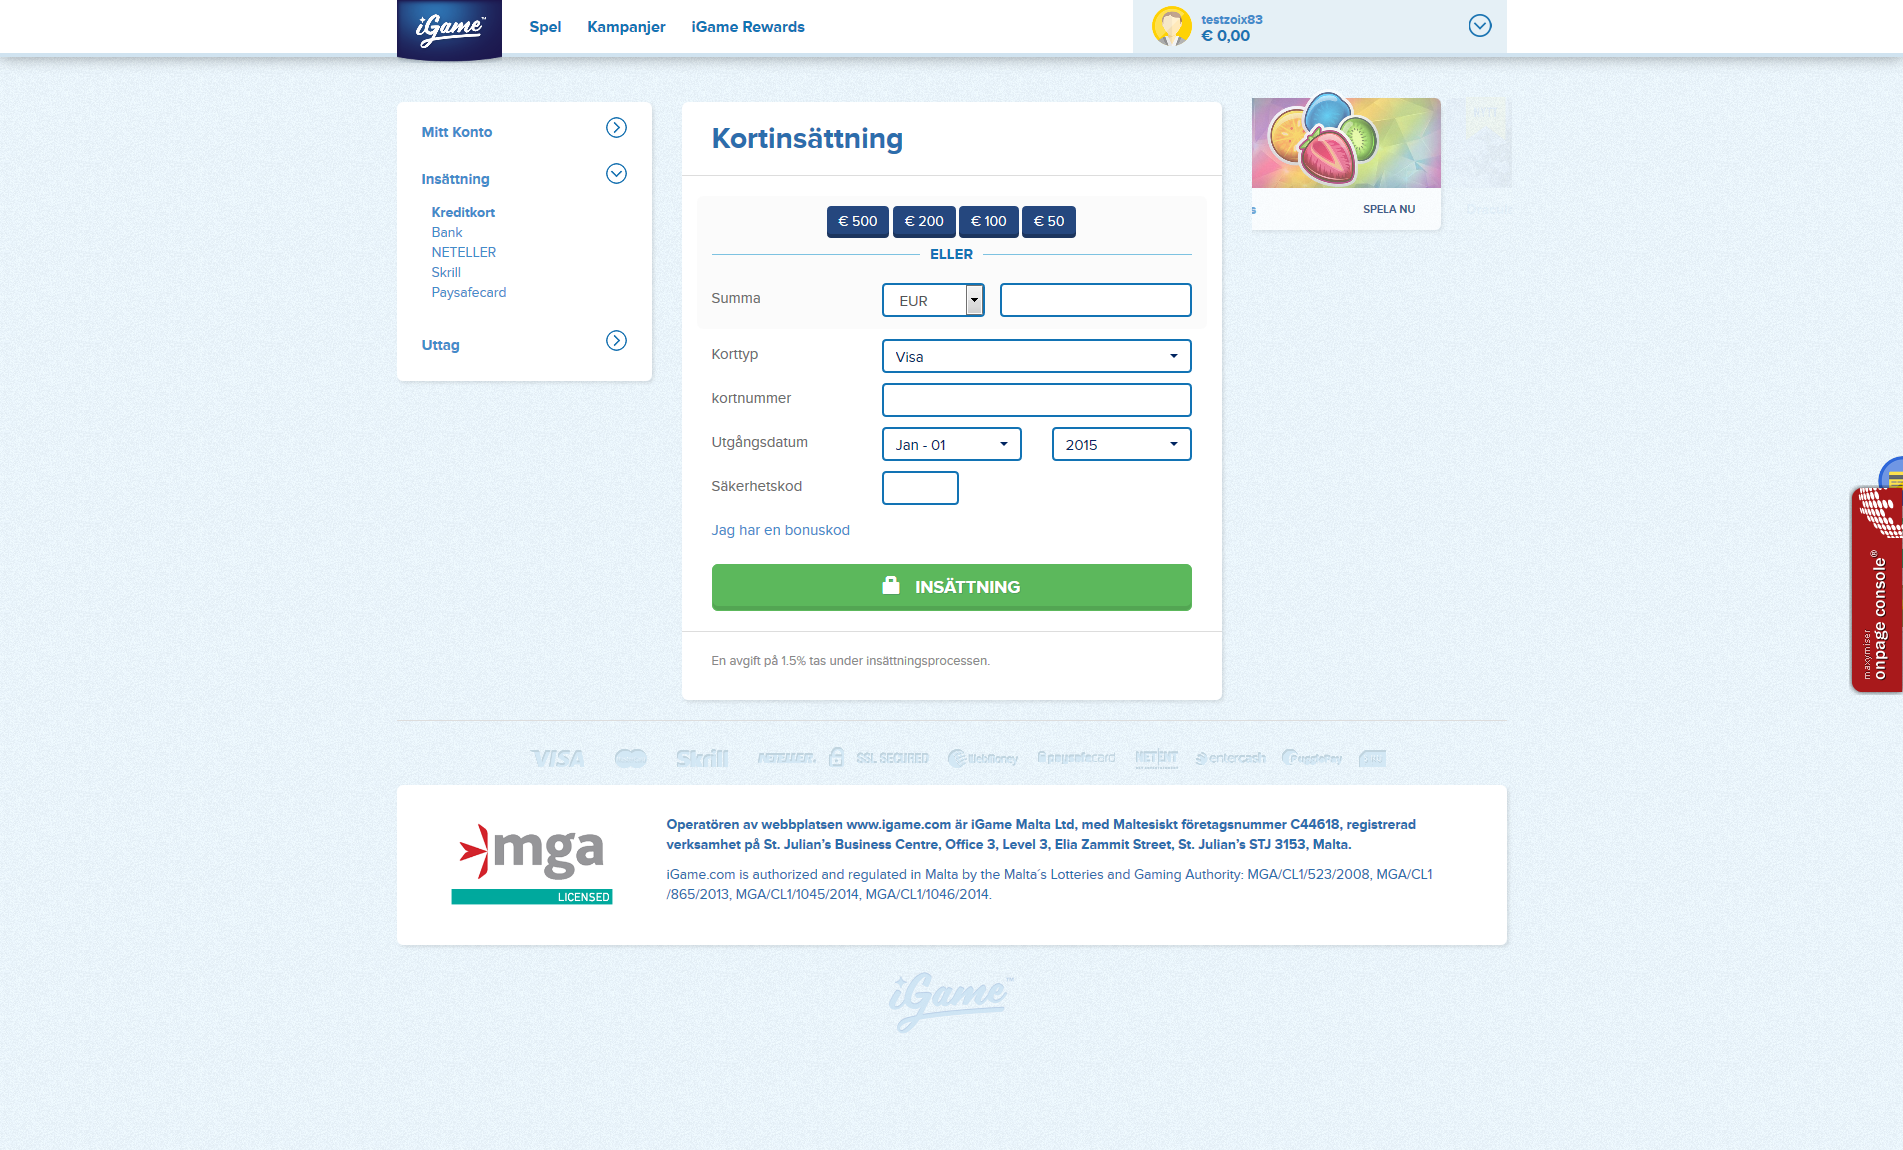 iGame™
Spel
Kampanjer
iGame Rewards
testzoix83
€ 0,00
Mitt Konto
Insättning
Kreditkort
Bank
NETELLER
Skrill
Paysafecard
Uttag
Kortinsättning
€ 500
€ 200
€ 100
€ 50
ELLER
Summa
EUR
Korttyp
Visa
kortnummer
Utgångsdatum
Jan - 01
2015
Säkerhetskod
Jag har en bonuskod
INSÄTTNING
En avgift på 1.5% tas under insättningsprocessen.
s
SPELA NU
maxymiser
onpage console®
VISA
Skrill
NETELLER.
SSL SECURED
WebMoney
paysafecard
NETENT
entercash
EUR
mga
LICENSED
Operatören av webbplatsen www.igame.com är iGame Malta Ltd, med Maltesiskt företagsnummer C44618, registrerad
verksamhet på St. Julian’s Business Centre, Office 3, Level 3, Elia Zammit Street, St. Julian’s STJ 3153, Malta.
iGame.com is authorized and regulated in Malta by the Malta´s Lotteries and Gaming Authority: MGA/CL1/523/2008, MGA/CL1
/865/2013, MGA/CL1/1045/2014, MGA/CL1/1046/2014.
iGame™